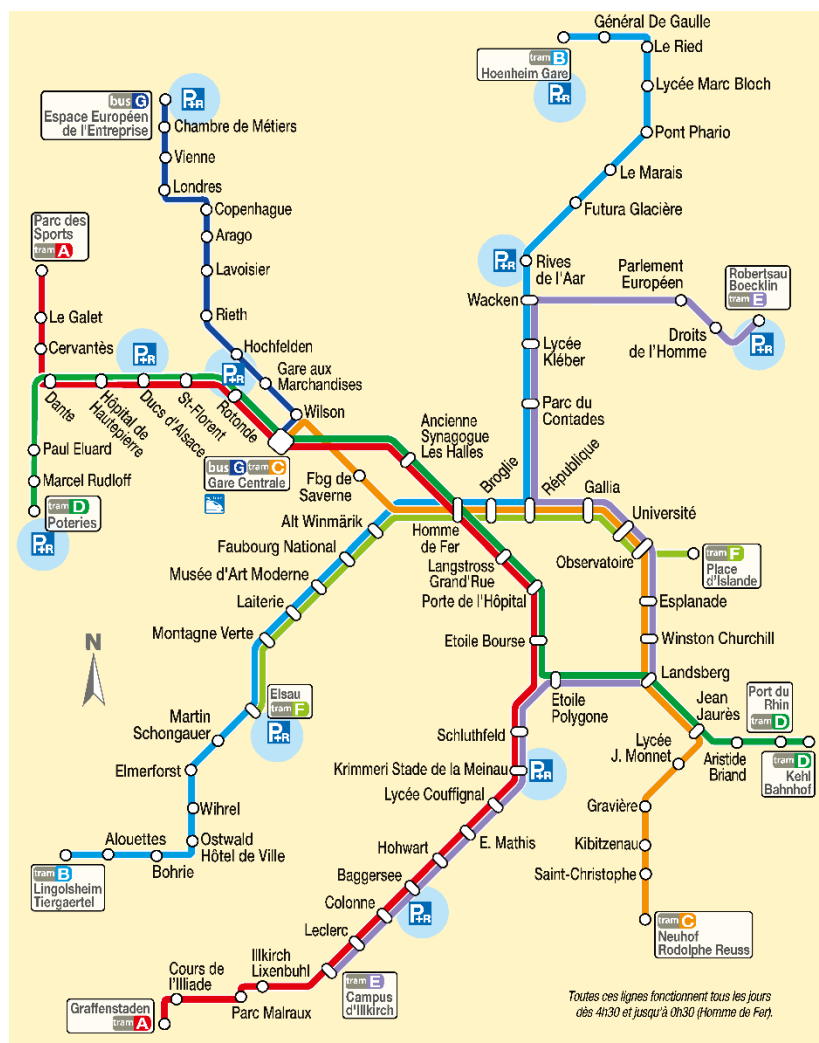 Général De Gaulle
tram B
Hoenheim Gare
P+R
Le Ried
Lycée Marc Bloch
Pont Phario
Le Marais
Futura Glacière
P+R
Rives
de l'Aar
bus G
Espace Européen
de l'Entreprise
P+R
Chambre de Métiers
Vienne
Londres
Copenhague
Arago
Lavoisier
Rieth
Hochfelden
Gare aux
Marchandises
Wilson
Parc des
Sports
tram A
Le Galet
Cervantès
P+R
P+R
Dante
Hôpital de
Hautepierre
Ducs d'Alsace
St-Florent
Rotonde
Paul Eluard
Marcel Rudloff
tram D
Poteries
P+R
bus G tram C
Gare Centrale
Wacken
Parlement
Européen
Robertsau
Boecklin
tram E
P+R
Droits
de l'Homme
Lycée
Kléber
Parc du
Contades
Ancienne
Synagogue
Les Halles
Broglie
République
Gallia
Université
Observatoire
tram F
Place
d'Islande
Fbg de
Saverne
Homme
de Fer
Alt Winmärik
Faubourg National
Musée d'Art Moderne
Laiterie
Montagne Verte
Langstross
Grand'Rue
Porte de l'Hôpital
Etoile Bourse
Esplanade
Winston Churchill
Landsberg
N
Elsau
tram F
P+R
Martin
Schongauer
Elmerforst
Wihrel
Ostwald
Hôtel de Ville
Alouettes
Bohrie
tram B
Lingolsheim
Tiergaertel
Etoile
Polygone
Jean
Jaurès
Port du
Rhin
tram D
Aristide
Briand
tram D
Kehl
Bahnhof
Lycée
J. Monnet
Gravière
Kibitzenau
Saint-Christophe
tram C
Neuhof
Rodolphe Reuss
Schluthfeld
Krimmeri Stade de la Meinau
P+R
Lycée Couffignal
E. Mathis
Hohwart
Baggersee
P+R
Colonne
Leclerc
Illkirch
Lixenbuhl
tram E
Campus
d'Illkirch
Cours de
l'Illiade
Parc Malraux
Graffenstaden
tram A
Toutes ces lignes fonctionnent tous les jours
dès 4h30 et jusqu'à 0h30 (Homme de Fer).